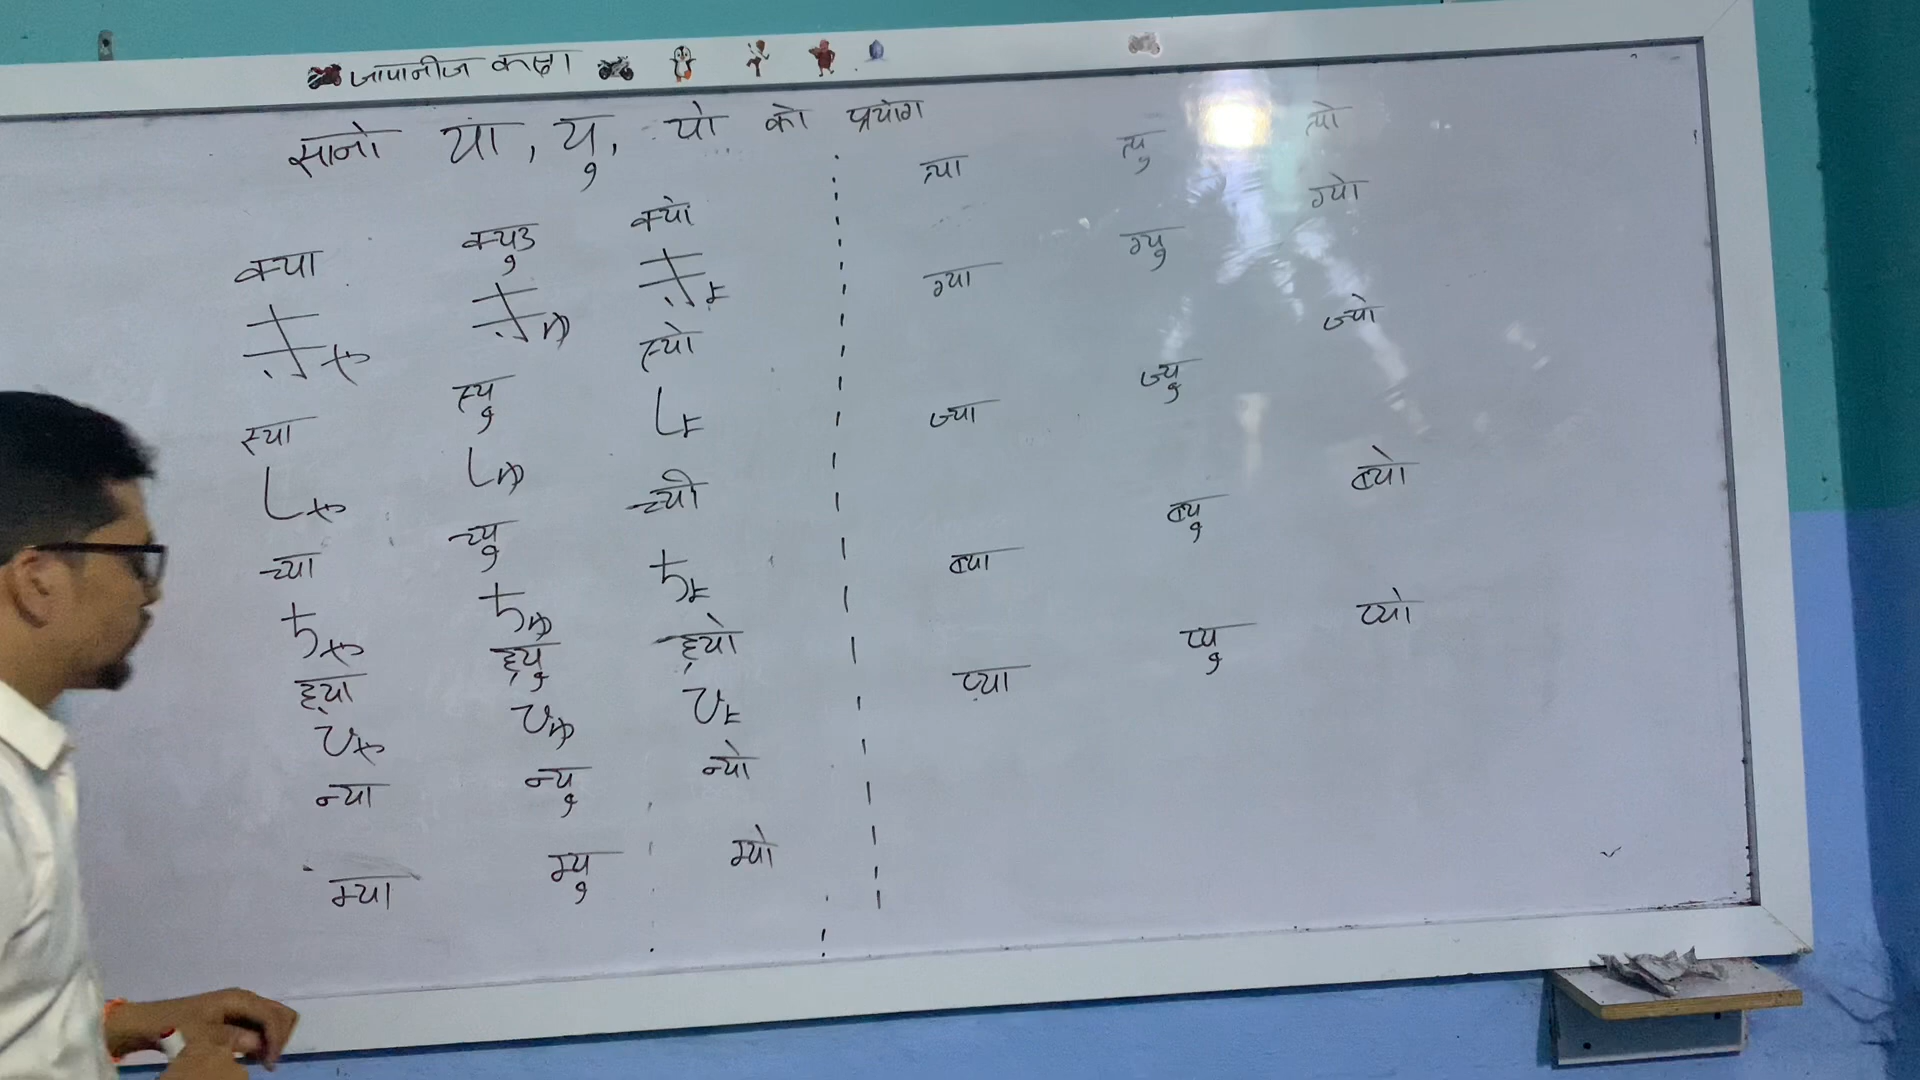 जापानीज कक्षा
सानो या, यु, यो को प्रयोग
क्या क्युउ क्यो
きゃ きゅ きょ
स्या स्यु स्यो
しゃ しゅ しょ
च्या च्यु च्यो
ちゃ ちゅ ちょ
ह्या ह्यु ह्यो
ひゃ ひゅ ひょ
न्या न्यु न्यो
म्या म्यु म्यो
ग्या ग्यु ग्यो
ज्या ज्यु ज्यो
ब्या ब्यु ब्यो
प्या प्यु प्यो